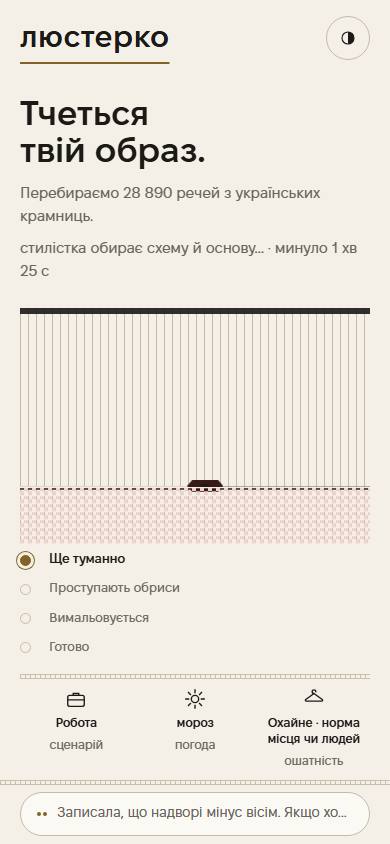 люстерко
Тчеться
твій образ.
Перебираємо 28 890 речей з українських
крамниць.
стилістка обирає схему й основу... · минуло 1 хв
25 с
Ще туманно
Проступають обриси
Вимальовується
Готово
Робота
сценарій
мороз
погода
Охайне · норма
місця чи людей
ошатність
Записала, що надворі мінус вісім. Якщо хо...